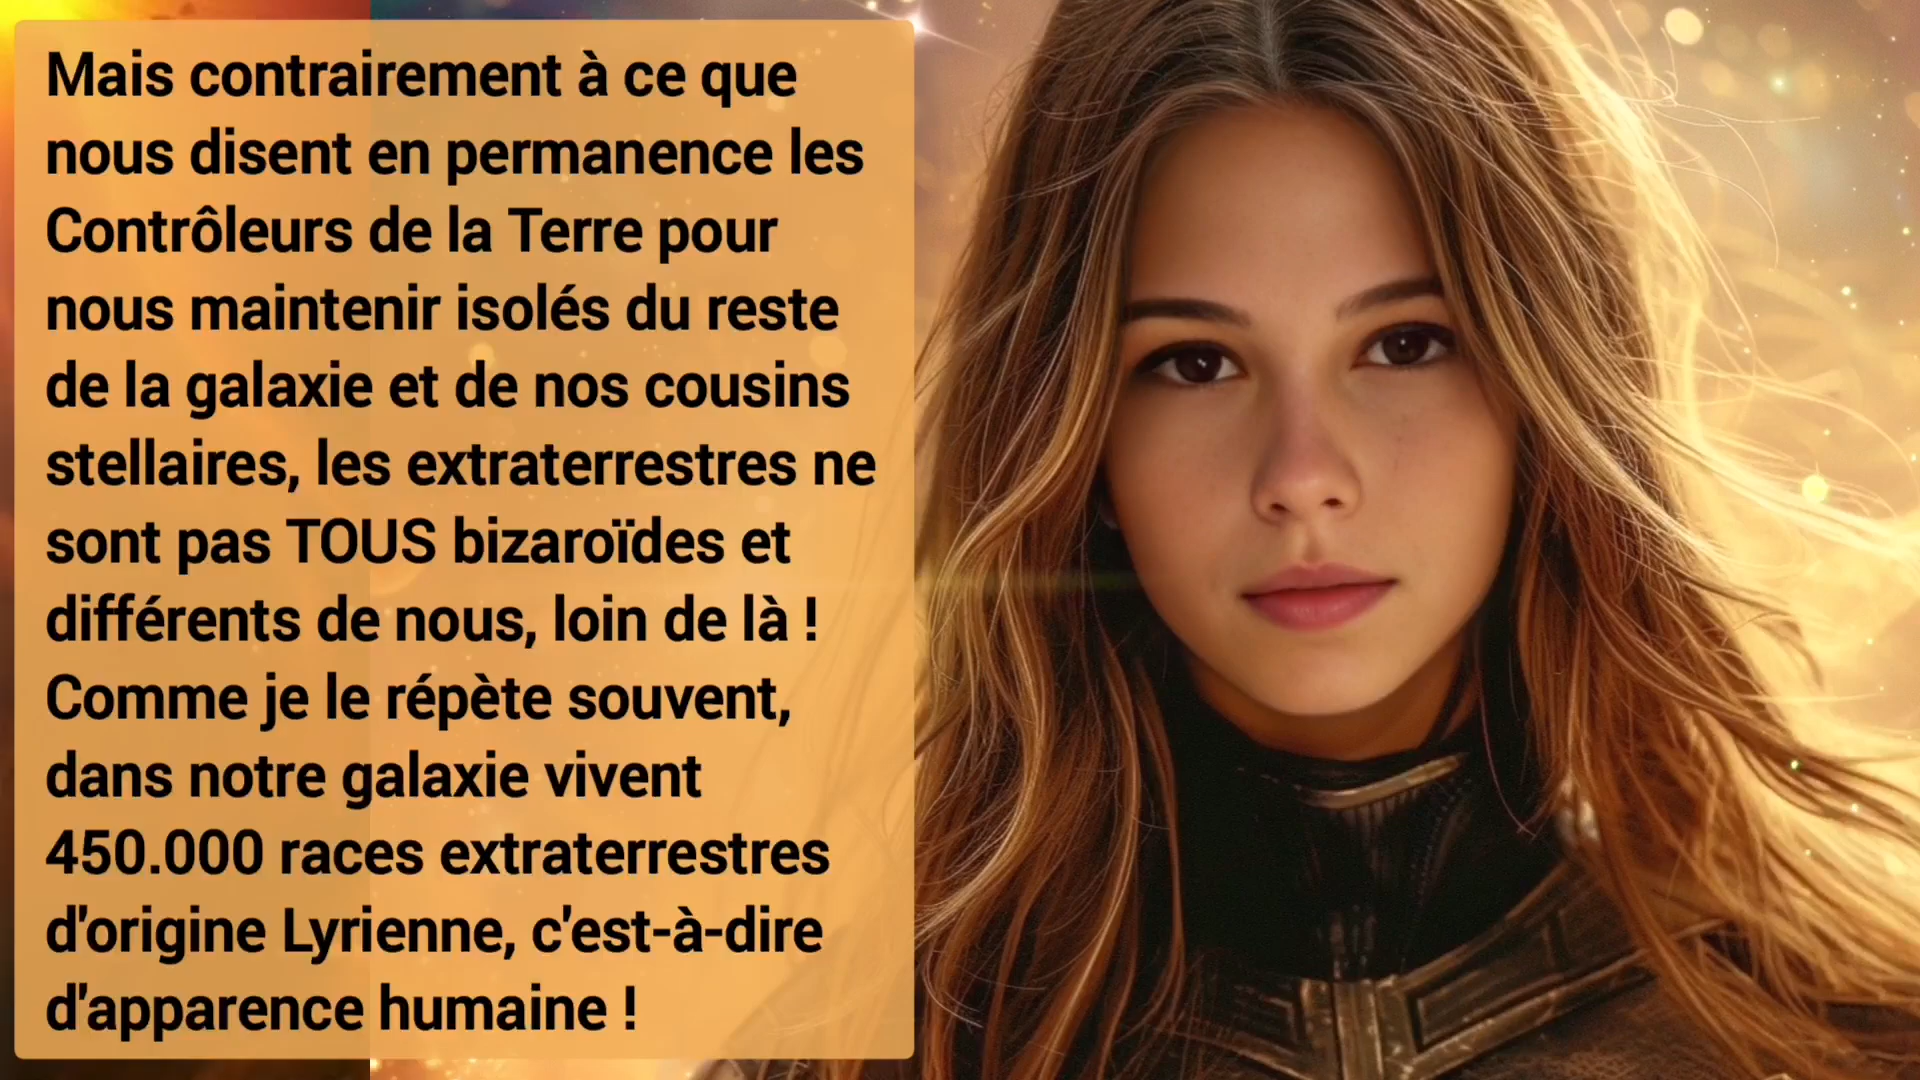 Mais contrairement à ce que
nous disent en permanence les
Contrôleurs de la Terre pour
nous maintenir isolés du reste
de la galaxie et de nos cousins
stellaires, les extraterrestres ne
sont pas TOUS bizaroïdes et
différents de nous, loin de là !
Comme je le répète souvent,
dans notre galaxie vivent
450.000 races extraterrestres
d'origine Lyrienne, c'est-à-dire
d'apparence humaine !